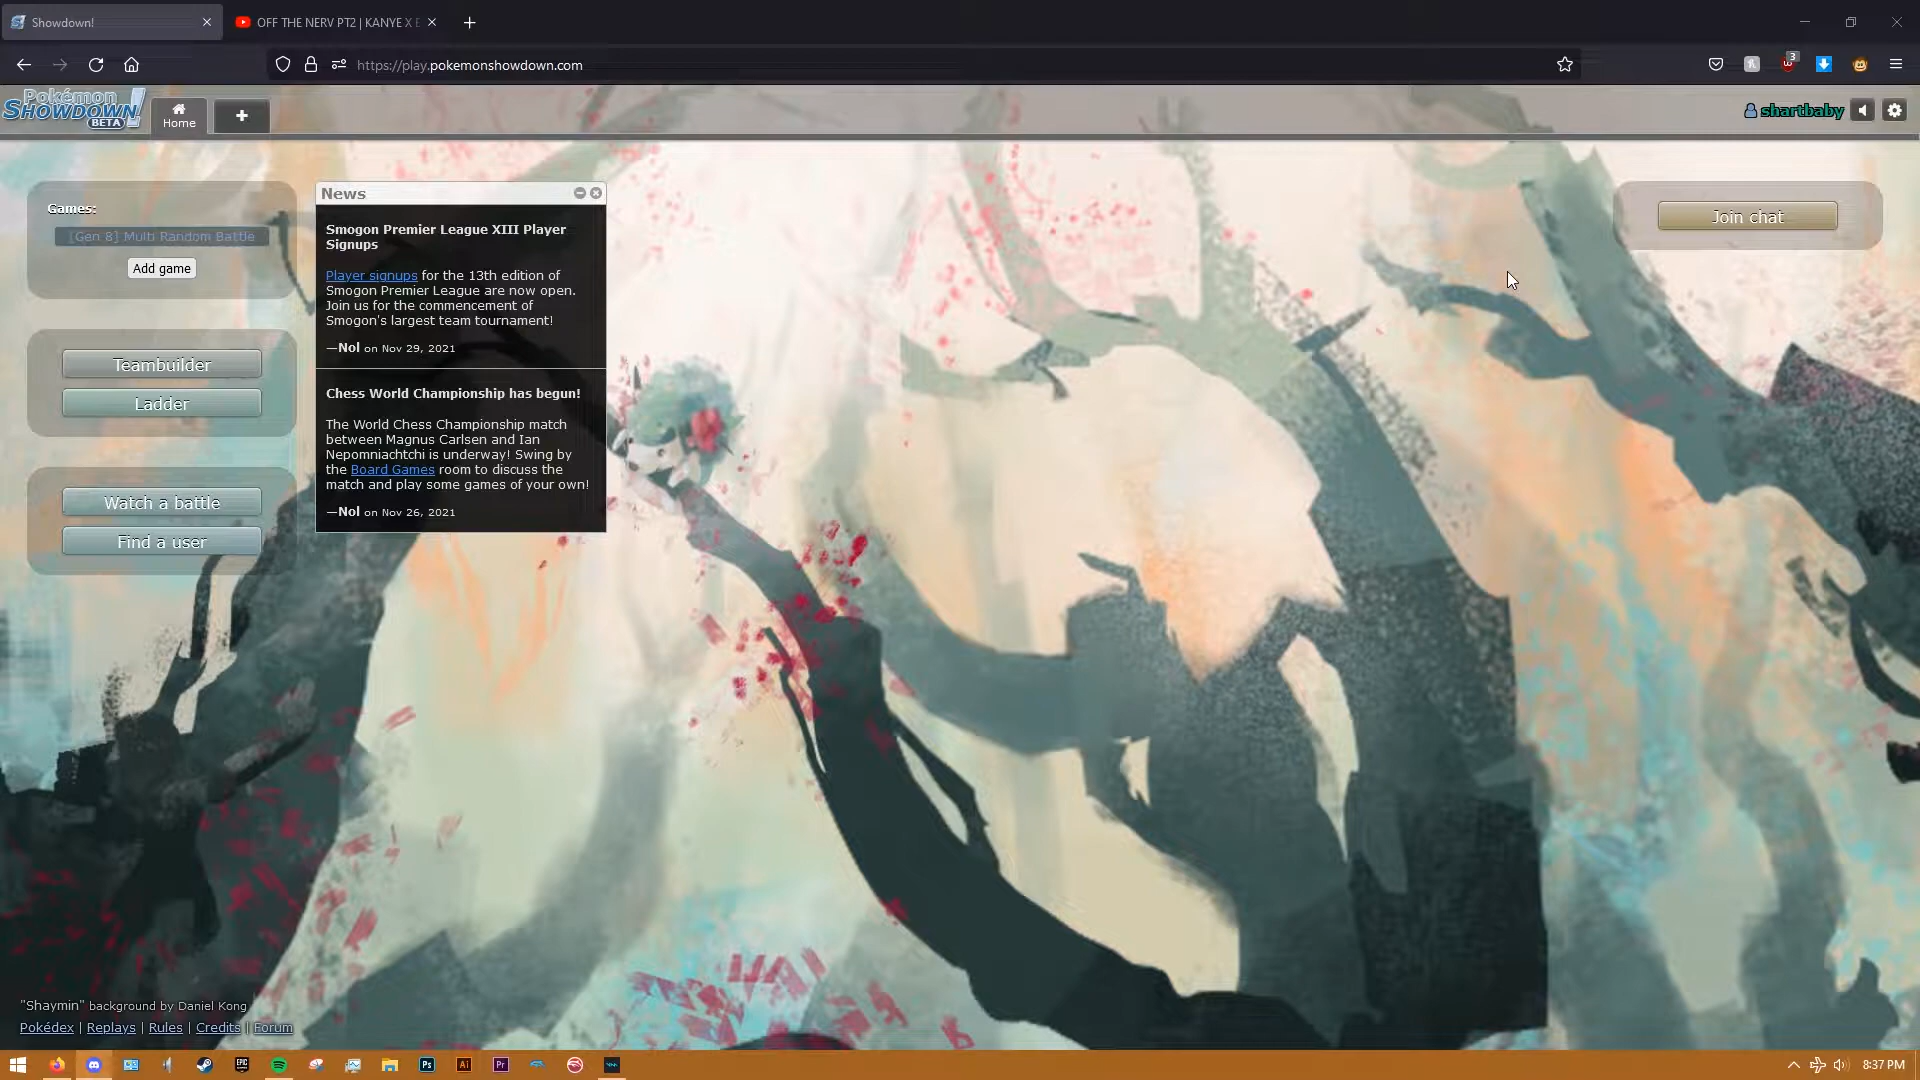 Showdown!
OFF THE NERV PT2 | KANYE X E
https://play.pokemonshowdown.com
3
Pokémon
SHOWDOWN!
BETA
Home
shartbaby
Games:
[Gen 8] Multi Random Battle
Add game
Teambuilder
Ladder
Watch a battle
Find a user
News
Smogon Premier League XIII Player
Signups
Player signups for the 13th edition of
Smogon Premier League are now open.
Join us for the commencement of
Smogon's largest team tournament!
—Nol on Nov 29, 2021
Chess World Championship has begun!
The World Chess Championship match
between Magnus Carlsen and Ian
Nepomniachtchi is underway! Swing by
the Board Games room to discuss the
match and play some games of your own!
—Nol on Nov 26, 2021
Join chat
"Shaymin" background by Daniel Kong
Pokédex | Replays | Rules | Credits | Forum
EPIC
Ps
Ai
Pr
8:37 PM